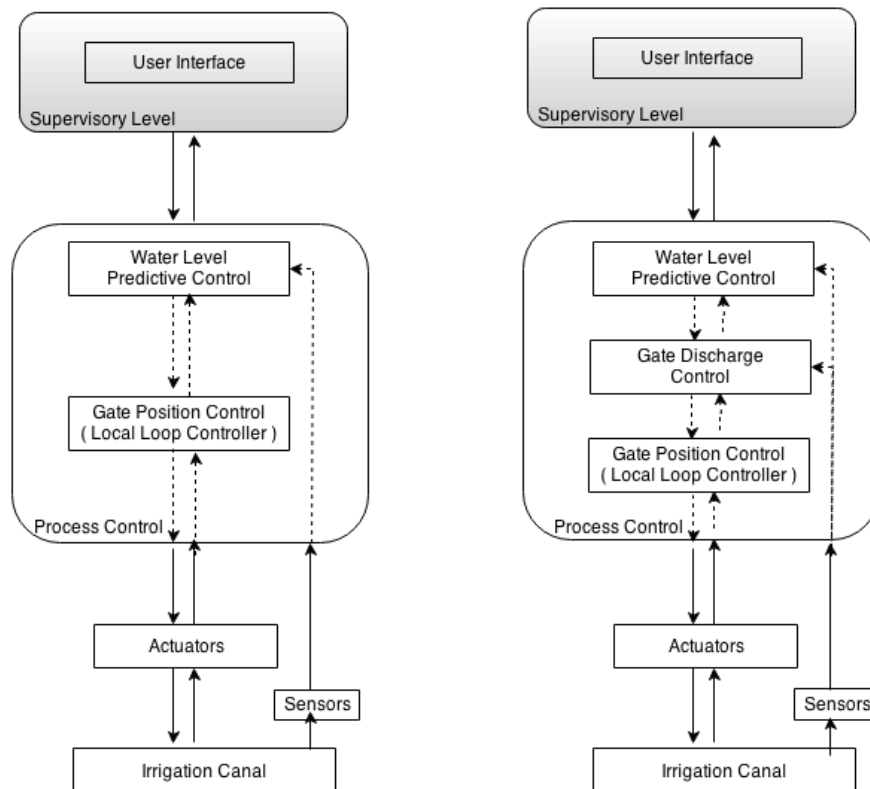 User Interface
Supervisory Level
Water Level
Predictive Control
Gate Position Control
( Local Loop Controller )
Process Control
Actuators
Sensors
Irrigation Canal
User Interface
Supervisory Level
Water Level
Predictive Control
Gate Discharge
Control
Gate Position Control
( Local Loop Controller )
Process Control
Actuators
Sensors
Irrigation Canal